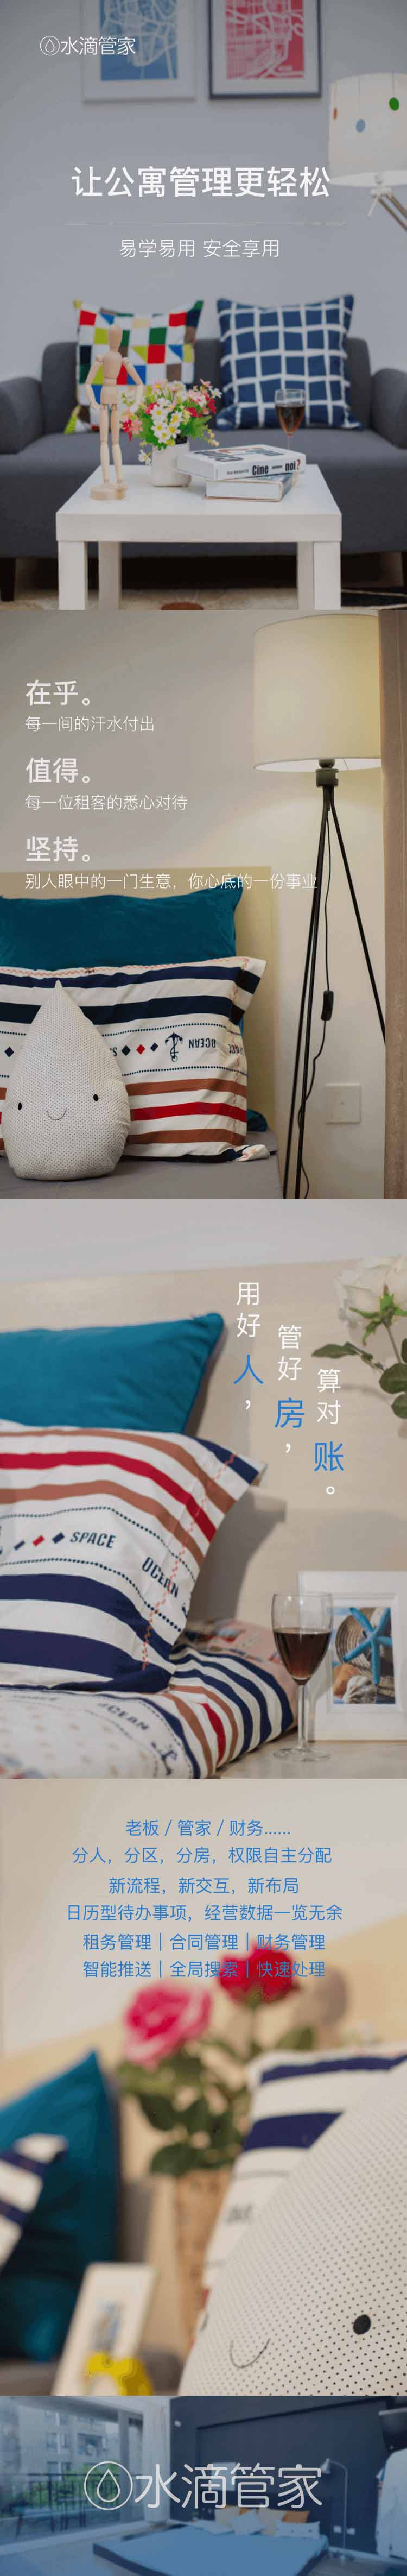 水滴管家
让公寓管理更轻松
易学易用 安全享用
Cine noi?
在乎。
每一间的汗水付出
值得。
每一位租客的悉心对待
坚持。
别人眼中的一门生意，你心底的一份事业
OCEAN
用好人，
管好房，
算对账。
SPACE
OCEAN
老板 / 管家 / 财务......
分人，分区，分房，权限自主分配
新流程，新交互，新布局
日历型待办事项，经营数据一览无余
租务管理｜合同管理｜财务管理
智能推送｜全局搜索｜快速处理
水滴管家